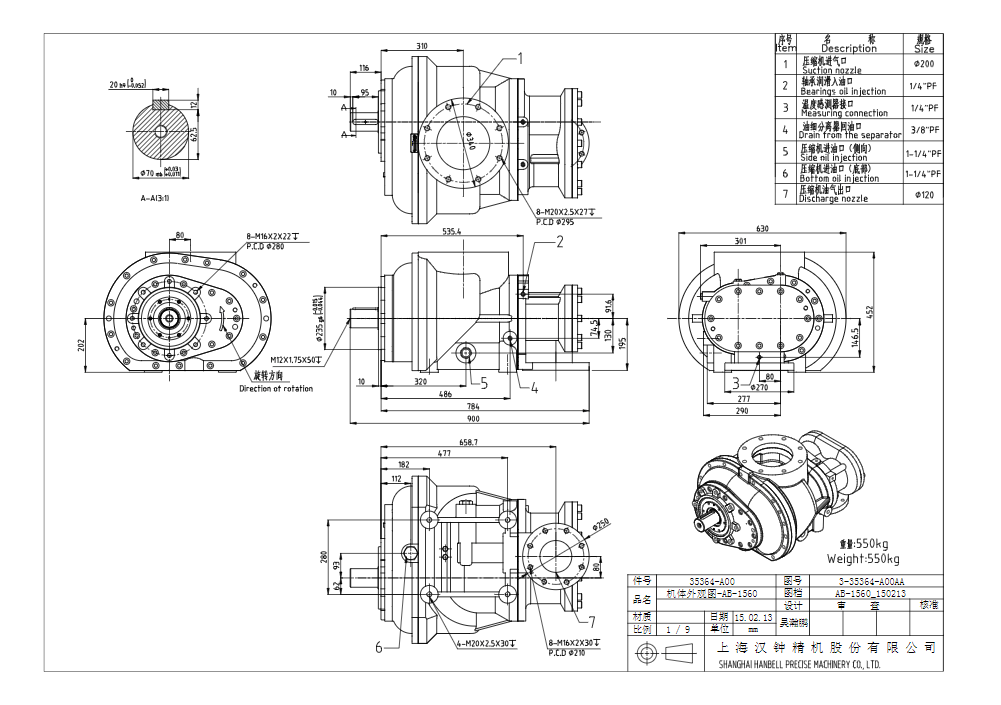 310
116
10
95
A
A
1
Φ340
8-M20X2.5X27
P.C.D Φ295
20 h9 (0 -0.052)
12
62.5
Φ70 m6 (+0.03 +0.011)
A-A(3:1)
序号 名 称 规格
Item Description Size
1 压缩机进气口 Φ200
Suction nozzle
2 轴承润滑入油口 1/4"PF
Bearings oil injection
3 温度感测器接口 1/4"PF
Measuring connection
4 油细分离器回油口 3/8"PF
Drain from the separator
5 压缩机进油口 (侧向) 1-1/4"PF
Side oil injection
6 压缩机进油口 (底部) 1-1/4"PF
Bottom oil injection
7 压缩机油气出口 Φ120
Discharge nozzle
80
8-M16X2X22
P.C.D Φ280
202
旋转方向
Direction of rotation
535.4
2
Φ235 g6
M12X1.75X50
91.6
74.5
130
195
10
320
5
4
486
784
900
630
301
452
146.5
3
80
Φ270
277
290
658.7
477
182
112
Φ250
280
93
62
80
6
4-M20X2.5X30
8-M16X2X30
P.C.D Φ210
7
重量:550kg
Weight:550kg
件号 35364-A00 图号 3-35364-A00AA
品名 机体外观图-AB-1560 图档 AB-1560_150213
设计 审 查 核准
材质 日期 15.02.13 吴瀚鹏
比例 1 / 9 单位 mm
上海汉钟精机股份有限公司
SHANGHAI HANBELL PRECISE MACHINERY CO., LTD.